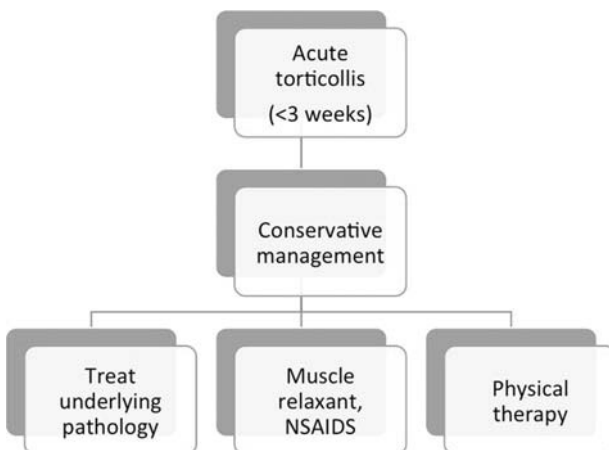 Acute
torticollis
(<3 weeks)
Conservative
management
Treat
underlying
pathology
Muscle
relaxant,
NSAIDS
Physical
therapy